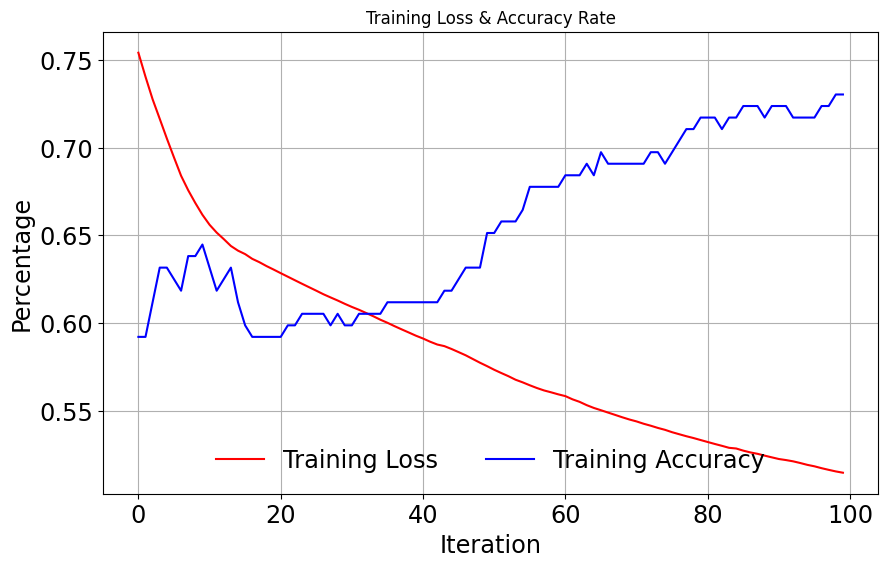 Training Loss & Accuracy Rate
0.75
0.70
0.65
0.60
0.55
Percentage
Training Loss
Training Accuracy
0
20
40
60
80
100
Iteration